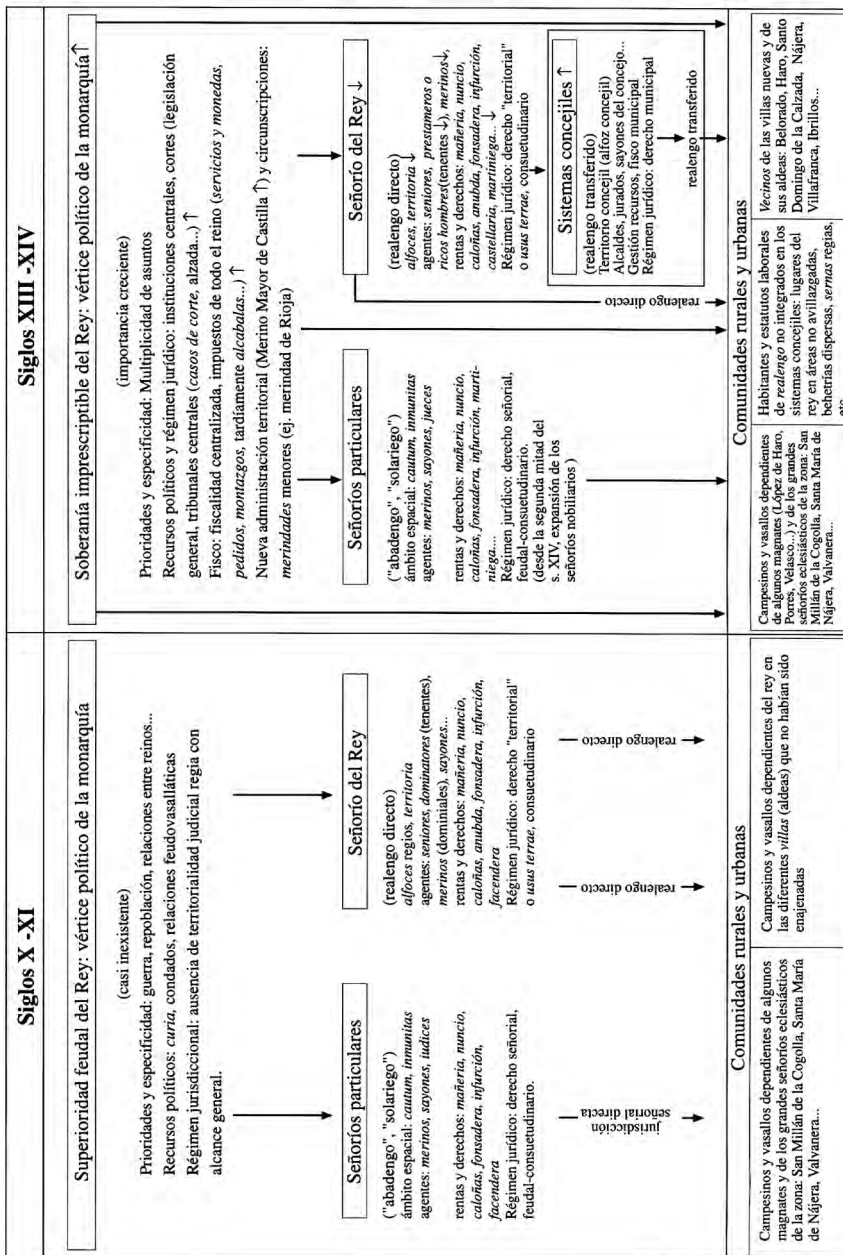 Siglos X -XI
Superioridad feudal del Rey: vértice político de la monarquía
(casi inexistente)
Prioridades y especificidad: guerra, repoblación, relaciones entre reinos...
Recursos políticos: curia, condados, relaciones feudovasalláticas
Régimen jurisdiccional: ausencia de territorialidad judicial regia con
alcance general.
Señoríos particulares
("abadengo", "solariego")
ámbito espacial: cautum, inmunitas
agentes: merinos, sayones, iudices
rentas y derechos: mañeria, nuncio,
caloñas, fonsadera, infurción,
facendera
Régimen jurídico: derecho señorial,
feudal-consuetudinario.
jurisdicción
señorial directa
Señorío del Rey
(realengo directo)
alfoces regios, territoria
agentes: seniores, dominatores (tenentes),
merinos (dominiales), sayones...
rentas y derechos: mañeria, nuncio,
caloñas, anubda, fonsadera, infurción,
facendera
Régimen jurídico: derecho "territorial"
o usus terrae, consuetudinario
realengo directo
realengo directo
Comunidades rurales y urbanas
Campesinos y vasallos dependientes de algunos
magnates y de los grandes señoríos eclesiásticos
de la zona: San Millán de la Cogolla, Santa María
de Nájera, Valvanera...
Campesinos y vasallos dependientes del rey en
las diferentes villas (aldeas) que no habían sido
enajenadas
Siglos XIII -XIV
Soberanía imprescriptible del Rey: vértice político de la monarquía↑
(importancia creciente)
Prioridades y especificidad: Multiplicidad de asuntos
Recursos políticos y régimen jurídico: instituciones centrales, cortes (legislación
general, tribunales centrales (casos de corte, alzada...) ↑
Fisco: fiscalidad centralizada, impuestos de todo el reino (servicios y monedas,
pedidos, montazgos, tardíamente alcabalas...) ↑
Nueva administración territorial (Merino Mayor de Castilla ↑) y circunscripciones:
merindades menores (ej. merindad de Rioja)
Señoríos particulares
("abadengo", "solariego")
ámbito espacial: cautum, inmunitas
agentes: merinos, sayones, jueces
rentas y derechos: mañeria, nuncio,
caloñas, fonsadera, infurción, marti-
niega....
Régimen jurídico: derecho señorial,
feudal-consuetudinario.
(desde la segunda mitad del
s. XIV, expansión de los
señoríos nobiliarios )
Señorío del Rey ↓
(realengo directo)
alfoces, territoria ↓
agentes: seniores, prestameros o
ricos hombres(tenentes ↓), merinos↓,
rentas y derechos: mañeria, nuncio,
caloñas, anubda, fonsadera, infurción,
castellaria, martiniega... ↓
Régimen jurídico: derecho "territorial"
o usus terrae, consuetudinario
Sistemas concejiles ↑
(realengo transferido)
Territorio concejil (alfoz concejil)
Alcaldes, jurados, sayones del concejo...
Gestión recursos, fisco municipal
Régimen jurídico: derecho municipal
realengo directo
realengo transferido
Comunidades rurales y urbanas
Campesinos y vasallos dependientes
de algunos magnates (López de Haro,
Porres, Velasco...) y de los grandes
señoríos eclesiásticos de la zona: San
Millán de la Cogolla, Santa María de
Nájera, Valvanera...
Habitantes y estatutos laborales
de realengo no integrados en los
sistemas concejiles: lugares del
rey en áreas no avillazgadas,
behetrías dispersas, sernas regias,
etc
Vecinos de las villas nuevas y de
sus aldeas: Belorado, Haro, Santo
Domingo de la Calzada, Nájera,
Villafranca, Ibrillos...